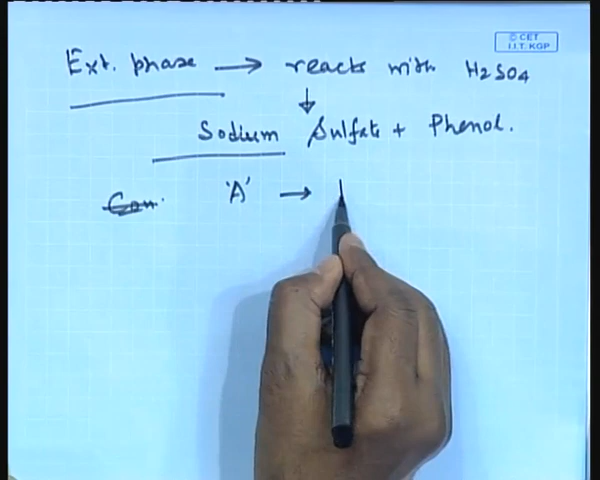 © CET
I.I.T. KGP
Ext. phase → reacts with H2SO4
↓
Sodium Sulfate + Phenol.
Con. 'A' →